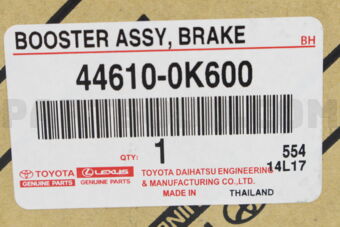 BOOSTER ASSY, BRAKE
BH
44610-0K600
QTY:
1
554
14L17
TOYOTA
GENUINE PARTS
LEXUS
GENUINE PARTS
TOYOTA DAIHATSU ENGINEERING
& MANUFACTURING CO.,LTD.
MADE IN THAILAND